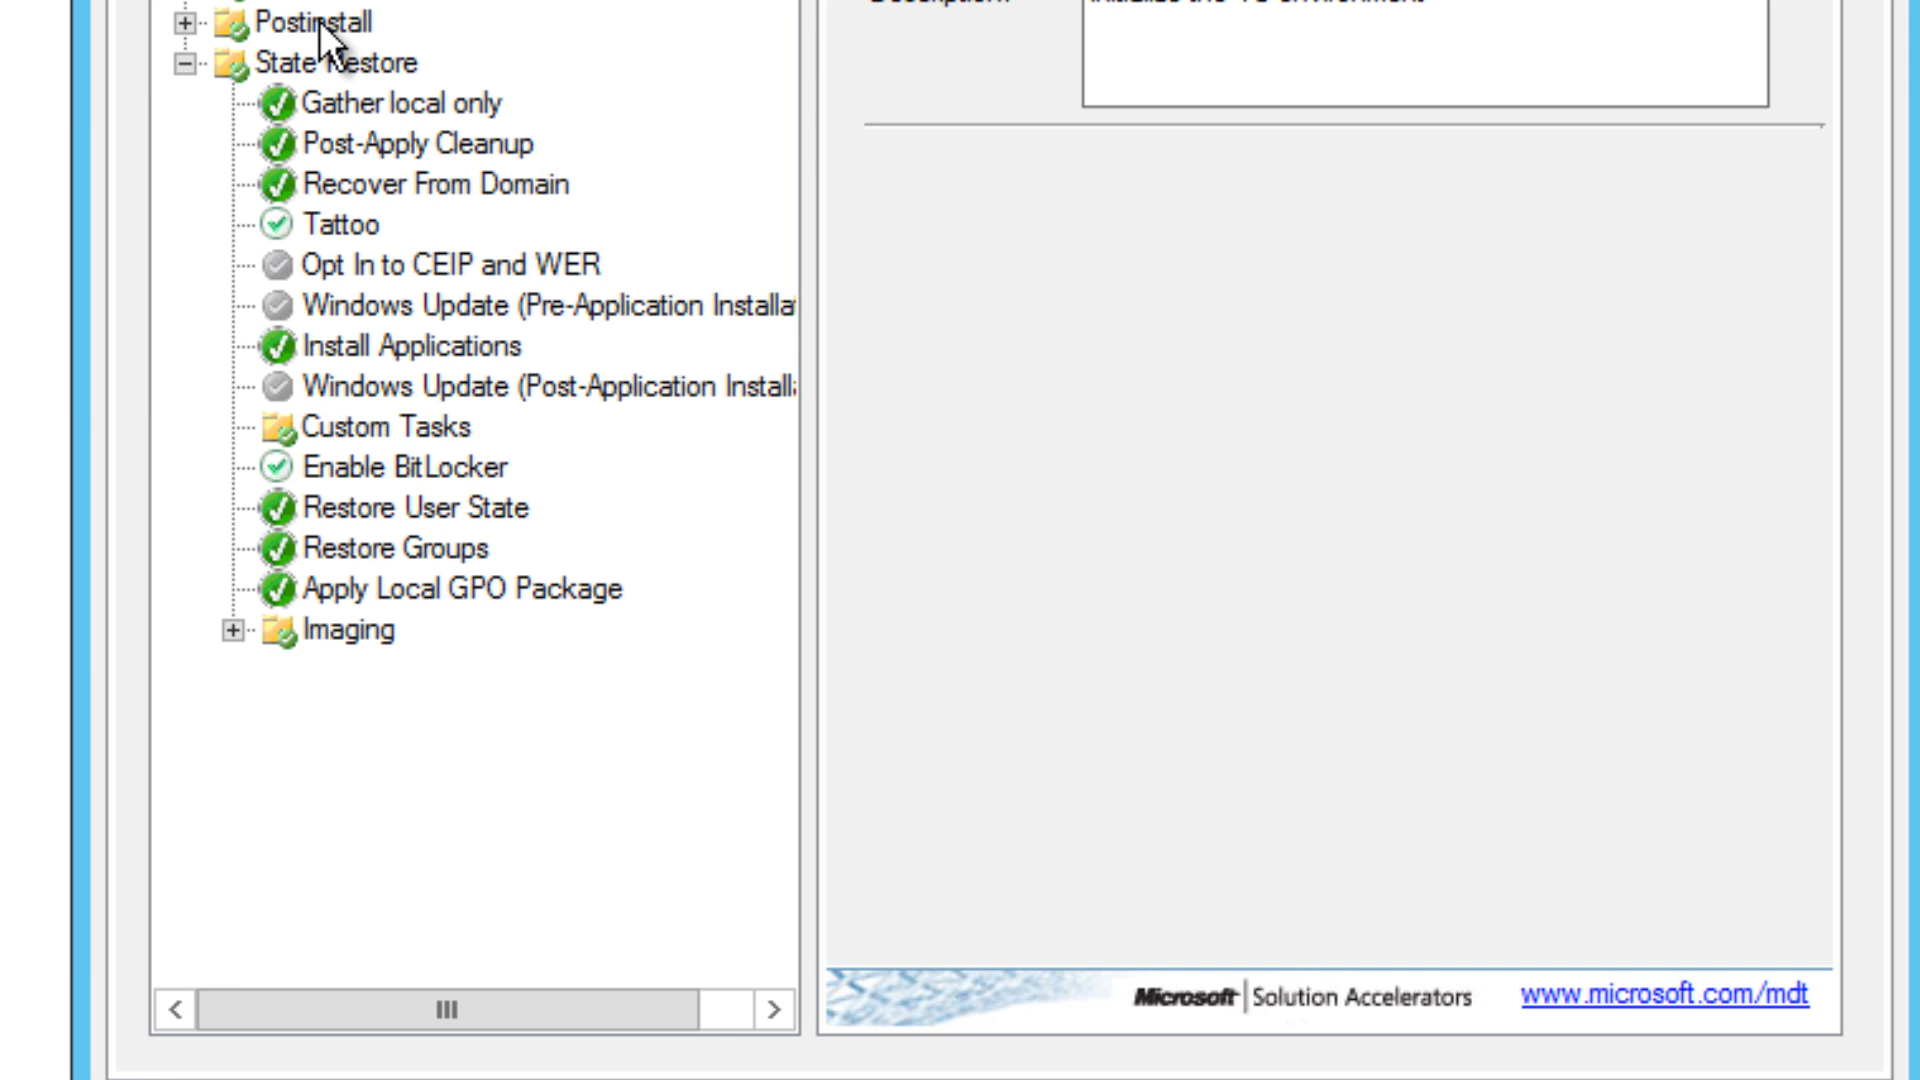 Postinstall
State Restore
Gather local only
Post-Apply Cleanup
Recover From Domain
Tattoo
Opt In to CEIP and WER
Windows Update (Pre-Application Installa
Install Applications
Windows Update (Post-Application Install
Custom Tasks
Enable BitLocker
Restore User State
Restore Groups
Apply Local GPO Package
Imaging
Microsoft Solution Accelerators
www.microsoft.com/mdt